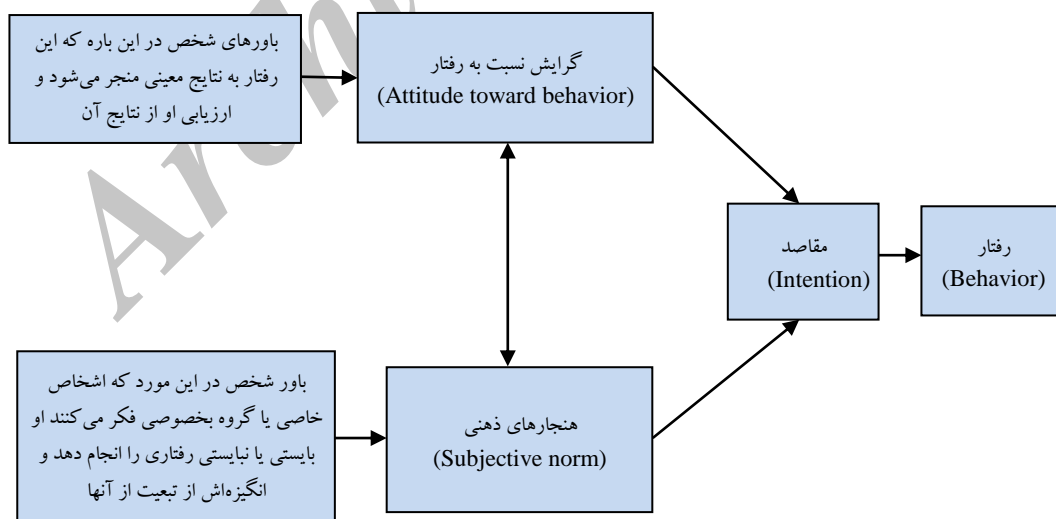 باورهای شخص در این باره که این
رفتار به نتایج معینی منجر می‌شود و
ارزیابی او از نتایج آن
گرایش نسبت به رفتار
(Attitude toward behavior)
مقاصد
(Intention)
رفتار
(Behavior)
باور شخص در این مورد که اشخاص
خاصی یا گروه بخصوصی فکر می‌کنند او
بایستی یا نبایستی رفتاری را انجام دهد و
انگیزه‌اش از تبعیت از آنها
هنجارهای ذهنی
(Subjective norm)